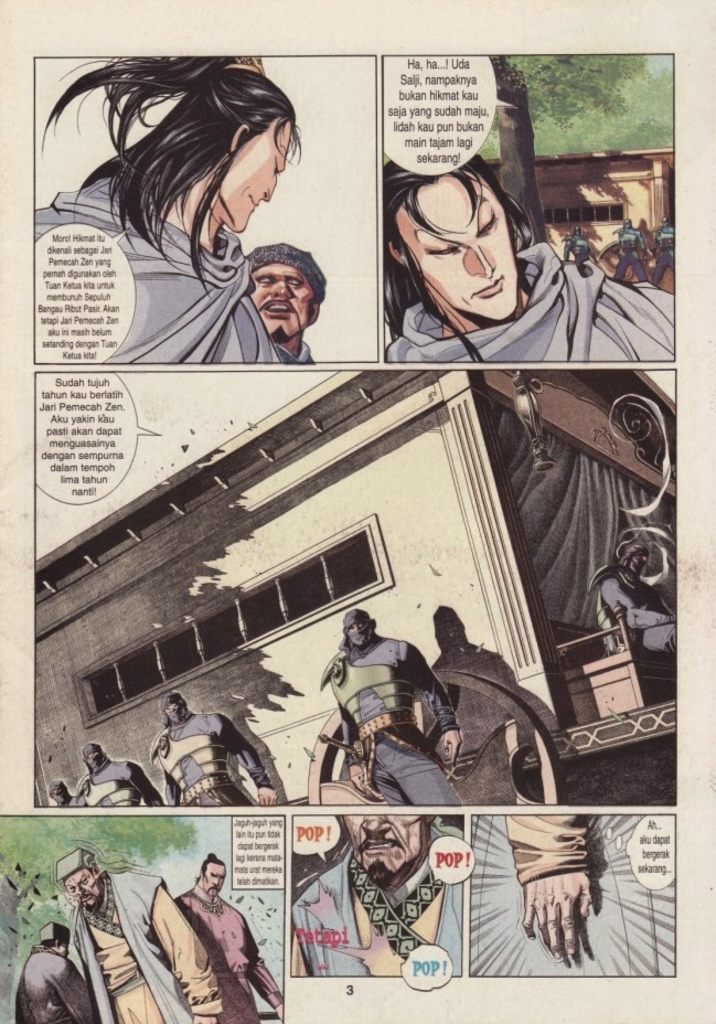 Moro! Hikmat itu
dikenali sebagai Jari
Pemecah Zen yang
pernah digunakan oleh
Tuan Ketua kita untuk
membunuh Sepuluh
Bangau Ribut Pasir. Akan
tetapi Jari Pemecah Zen
aku ini masih belum
setanding dengan Tuan
Ketua kita!
Ha, ha...! Uda
Salji, nampaknya
bukan hikmat kau
saja yang sudah maju,
lidah kau pun bukan
main tajam lagi
sekarang!
Sudah tujuh
tahun kau berlatih
Jari Pemecah Zen.
Aku yakin kau
pasti akan dapat
menguasainya
dengan sempurna
dalam tempoh
lima tahun
nanti!
Jaguh-jaguh yang
lain itu pun tidak
dapat bergerak
lagi kerana mata-
mata urat mereka
telah dimatikan.
POP!
POP!
Tetapi
POP!
Ah...
aku dapat
bergerak
sekarang...
3